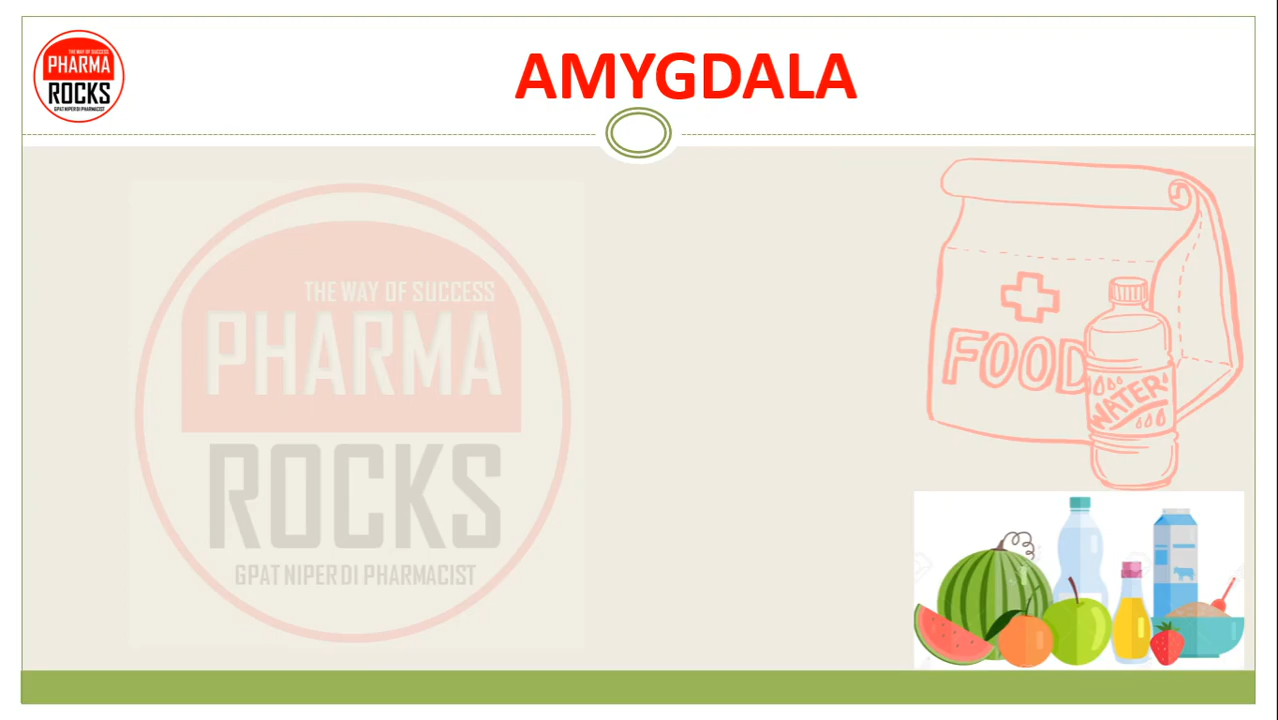 THE WAY OF SUCCESS
PHARMA
ROCKS
GPAT NIPER DI PHARMACIST
AMYGDALA
THE WAY OF SUCCESS
PHARMA
ROCKS
GPAT NIPER DI PHARMACIST
FOOD
WATER